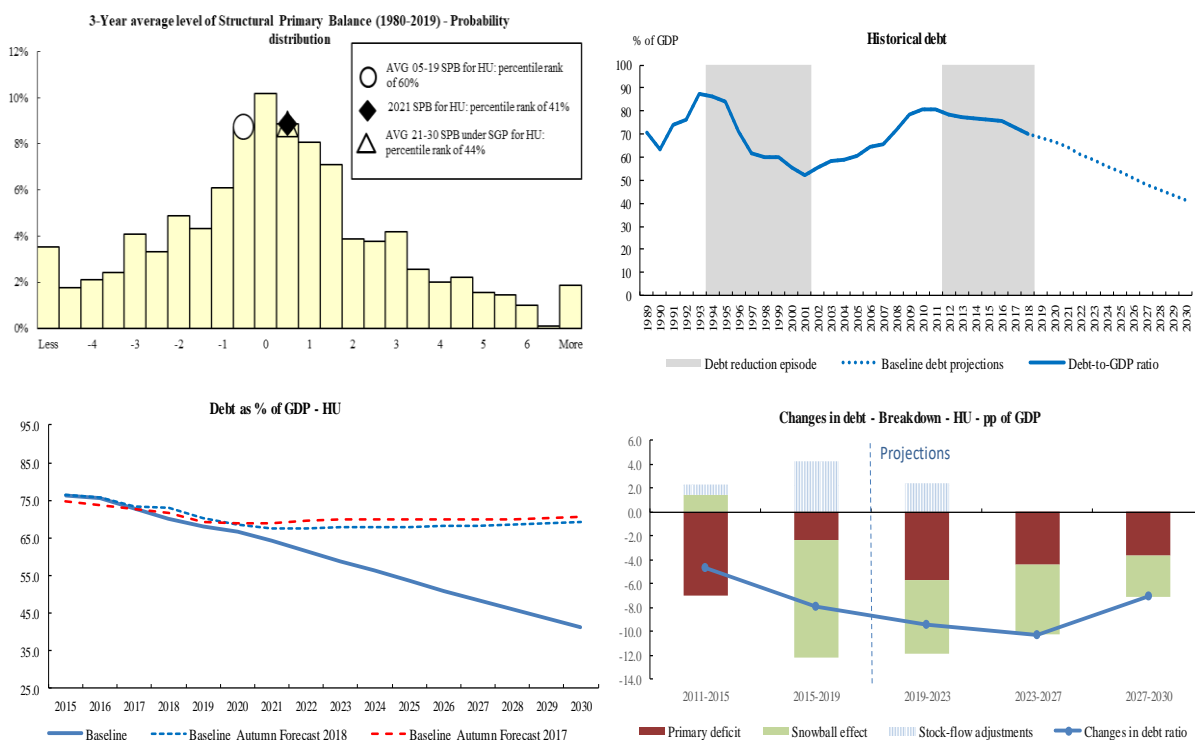 3-Year average level of Structural Primary Balance (1980-2019) - Probability
distribution
12%
10%
8%
6%
4%
2%
0%
Less -4 -3 -2 -1 0 1 2 3 4 5 6 More
AVG 05-19 SPB for HU: percentile rank
of 60%
2021 SPB for HU: percentile rank of 41%
AVG 21-30 SPB under SGP for HU:
percentile rank of 44%
% of GDP
Historical debt
100
90
80
70
60
50
40
30
20
10
0
1989 1990 1991 1992 1993 1994 1995 1996 1997 1998 1999 2000 2001 2002 2003 2004 2005 2006 2007 2008 2009 2010 2011 2012 2013 2014 2015 2016 2017 2018 2019 2020 2021 2022 2023 2024 2025 2026 2027 2028 2029 2030
Debt reduction episode Baseline debt projections Debt-to-GDP ratio
Debt as % of GDP - HU
95.0
85.0
75.0
65.0
55.0
45.0
35.0
25.0
2015 2016 2017 2018 2019 2020 2021 2022 2023 2024 2025 2026 2027 2028 2029 2030
Baseline Baseline_Autumn Forecast 2018 Baseline_Autumn Forecast 2017
Changes in debt - Breakdown - HU - pp of GDP
6.0
4.0
2.0
0.0
-2.0
-4.0
-6.0
-8.0
-10.0
-12.0
-14.0
Projections
2011-2015 2015-2019 2019-2023 2023-2027 2027-2030
Primary deficit Snowball effect Stock-flow adjustments Changes in debt ratio